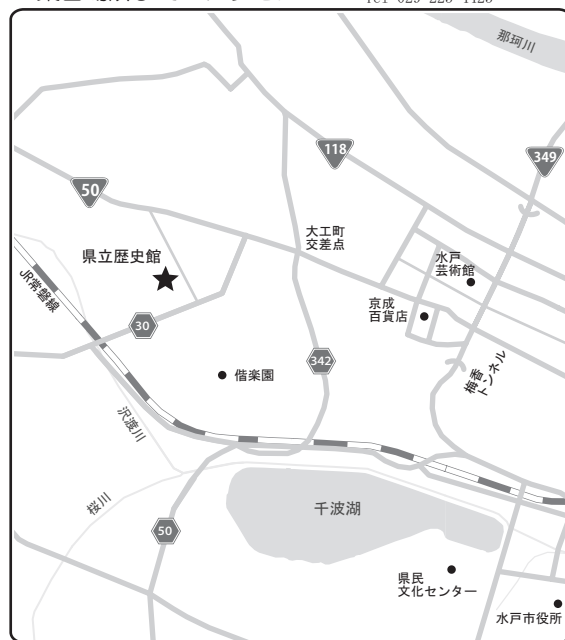 那珂川
118
349
50
大工町
交差点
県立歴史館
水戸
芸術館
JR常磐線
京成
百貨店
30
342
梅香
トンネル
偕楽園
沢渡川
千波湖
桜川
50
県民
文化センター
水戸市役所